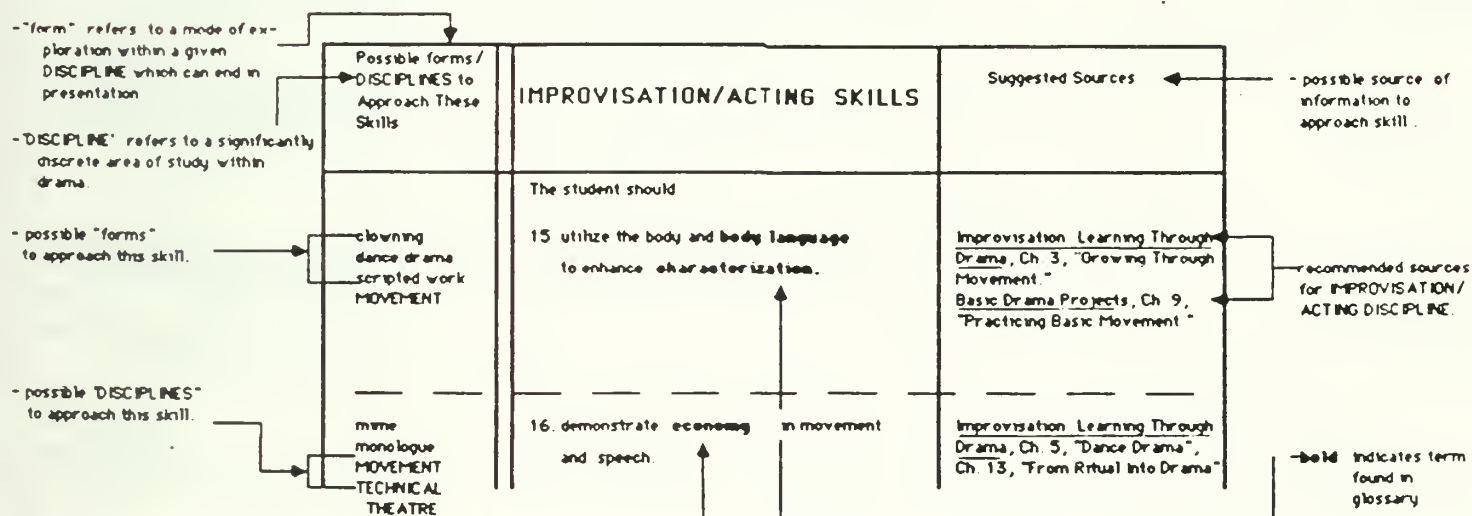 -"form" refers to a mode of ex-
ploration within a given
DISCIPLINE which can end in
presentation
-"DISCIPLINE" refers to a significantly
discrete area of study within
drama.
- possible "forms"
to approach this skill.
- possible "DISCIPLINES"
to approach this skill.
Possible forms/
DISCIPLINES to
Approach These
Skills
IMPROVISATION/ACTING SKILLS
Suggested Sources
The student should
clowning
dance drama
scripted work
MOVEMENT
15 utilize the body and body language
to enhance characterization.
Improvisation Learning Through
Drama, Ch. 3, "Growing Through
Movement."
Basic Drama Projects, Ch 9,
"Practicing Basic Movement."
mime
monologue
MOVEMENT
TECHNICAL
THEATRE
16. demonstrate economy in movement
and speech.
Improvisation Learning Through
Drama, Ch. 5, "Dance Drama",
Ch. 13, "From Ritual Into Drama"
- possible source of
information to
approach skill.
-recommended sources
for IMPROVISATION/
ACTING DISCIPLINE.
-bold indicates term
found in
glossary